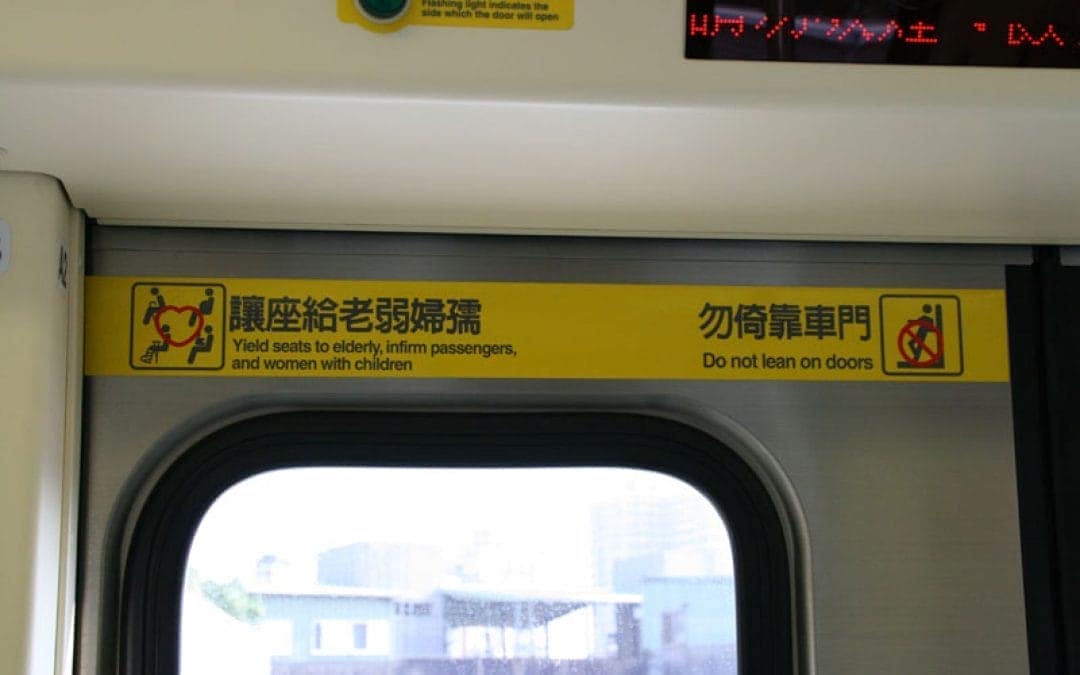 Flashing light indicates the
side which the door will open
A2
讓座給老弱婦孺
Yield seats to elderly, infirm passengers,
and women with children
勿倚靠車門
Do not lean on doors